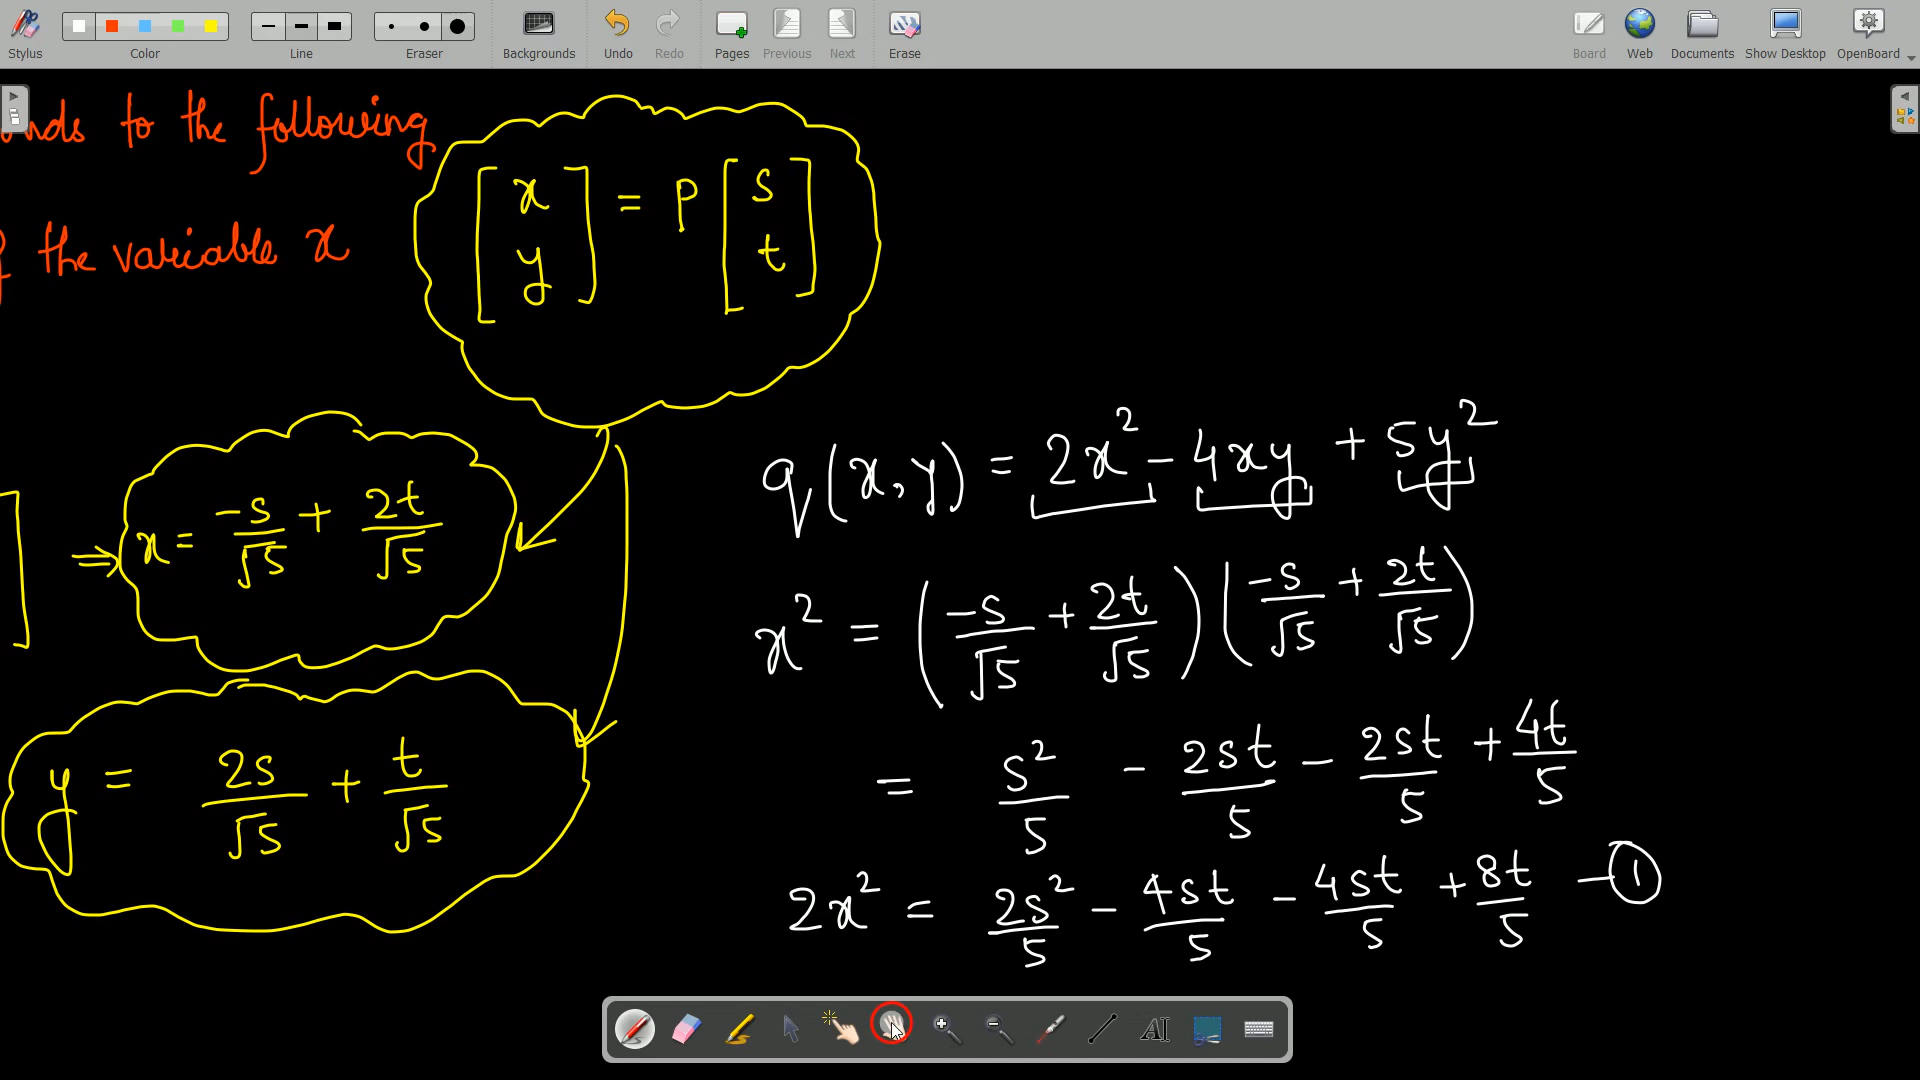 Stylus Color Line Eraser Backgrounds Undo Redo Pages Previous Next Erase Board Web Documents Show Desktop OpenBoard
nds to the following
the variable x
[x y] = P [s t]
q(x,y) = 2x² - 4xy + 5y²
⇒ x = -s/√5 + 2t/√5
x² = (-s/√5 + 2t/√5)(-s/√5 + 2t/√5)
= s²/5 - 2st/5 - 2st/5 + 4t/5
y = 2s/√5 + t/√5
2x² = 2s²/5 - 4st/5 - 4st/5 + 8t/5 - ①